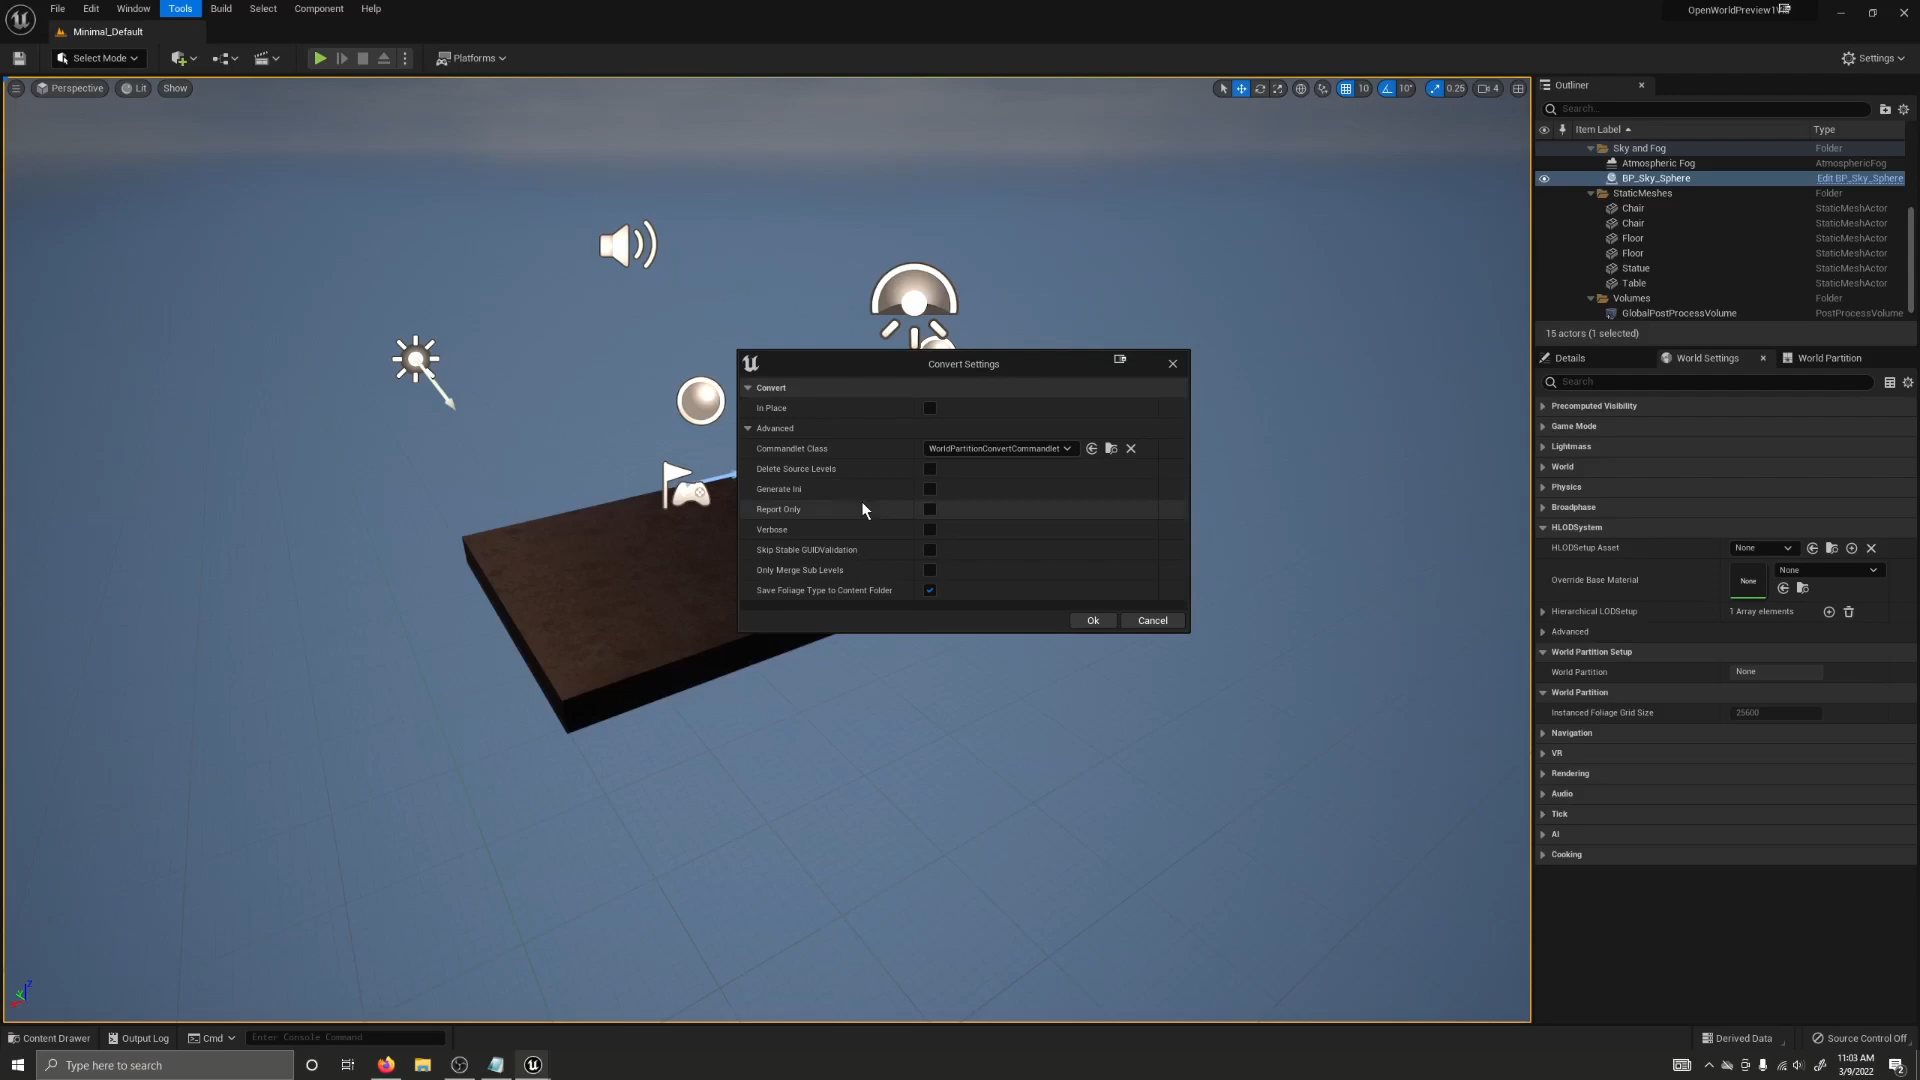 File Edit Window Tools Build Select Component Help
Minimal_Default
Select Mode
Platforms
Settings
Perspective Lit Show
10 10° 0.25 4
Outliner
Search...
Item Label Type
Sky and Fog Folder
Atmospheric Fog AtmosphericFog
BP_Sky_Sphere Edit BP_Sky_Sphere
StaticMeshes Folder
Chair StaticMeshActor
Chair StaticMeshActor
Floor StaticMeshActor
Floor StaticMeshActor
Statue StaticMeshActor
Table StaticMeshActor
Volumes Folder
GlobalPostProcessVolume PostProcessVolume
15 actors (1 selected)
Details World Settings World Partition
Search
Precomputed Visibility
Game Mode
Lightmass
World
Physics
Broadphase
HLODSystem
HLODSetup Asset None
Override Base Material None None
Hierarchical LODSetup 1 Array elements
Advanced
World Partition Setup
World Partition None
World Partition
Instanced Foliage Grid Size 25600
Navigation
VR
Rendering
Audio
Tick
AI
Cooking
Convert Settings
Convert
In Place
Advanced
Commandlet Class WorldPartitionConvertCommandlet
Delete Source Levels
Generate Ini
Report Only
Verbose
Skip Stable GUIDValidation
Only Merge Sub Levels
Save Foliage Type to Content Folder
Ok Cancel
Content Drawer Output Log Cmd Enter Console Command
Derived Data Source Control Off
Type here to search
11:03 AM
3/9/2022